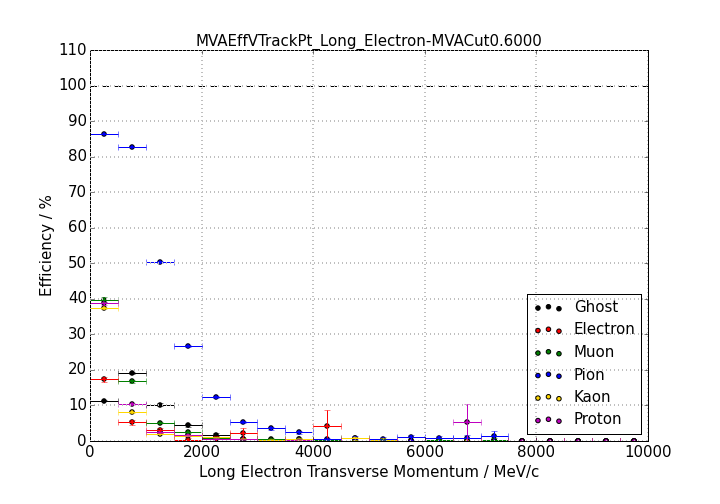 MVAEffVTrackPt_Long_Electron-MVACut0.6000
110
100
90
80
70
60
50
40
30
20
10
0
Efficiency / %
Ghost
Electron
Muon
Pion
Kaon
Proton
0 2000 4000 6000 8000 10000
Long Electron Transverse Momentum / MeV/c